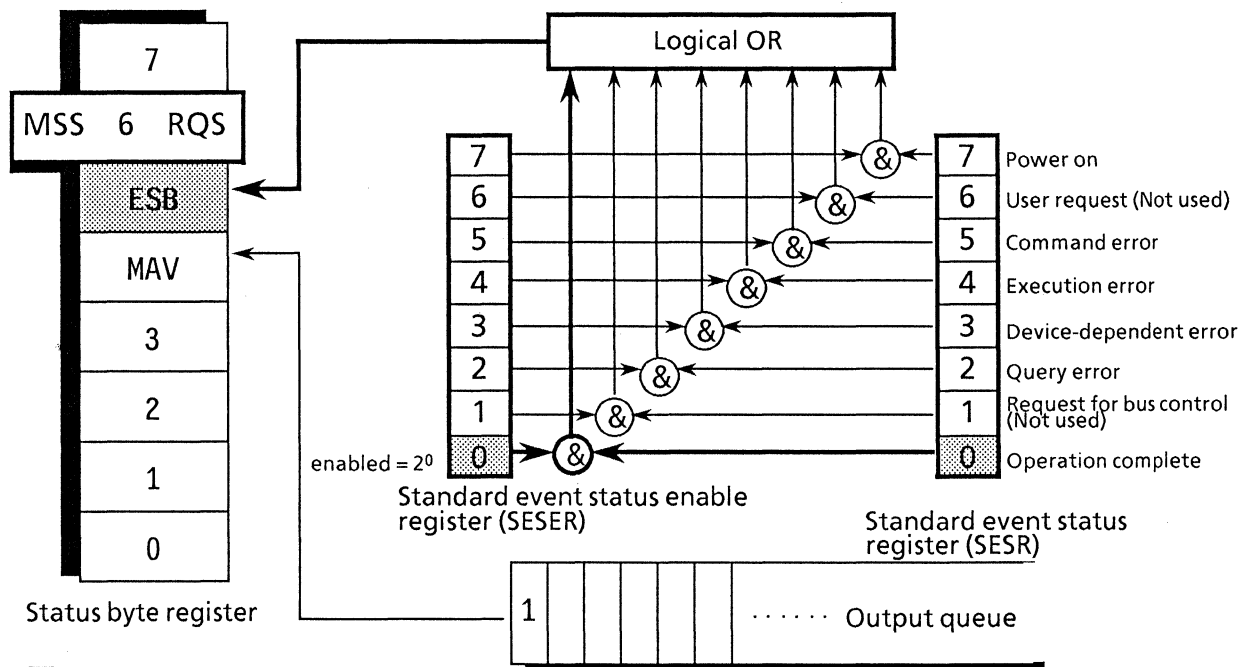 Logical OR
7
MSS 6 RQS
ESB
MAV
3
2
1
0
Status byte register
7
6
5
4
3
2
1
0
enabled = 2⁰
Standard event status enable
register (SESER)
&
&
&
&
&
&
&
&
7 Power on
6 User request (Not used)
5 Command error
4 Execution error
3 Device-dependent error
2 Query error
1 Request for bus control
(Not used)
0 Operation complete
Standard event status
register (SESR)
1 ...... Output queue